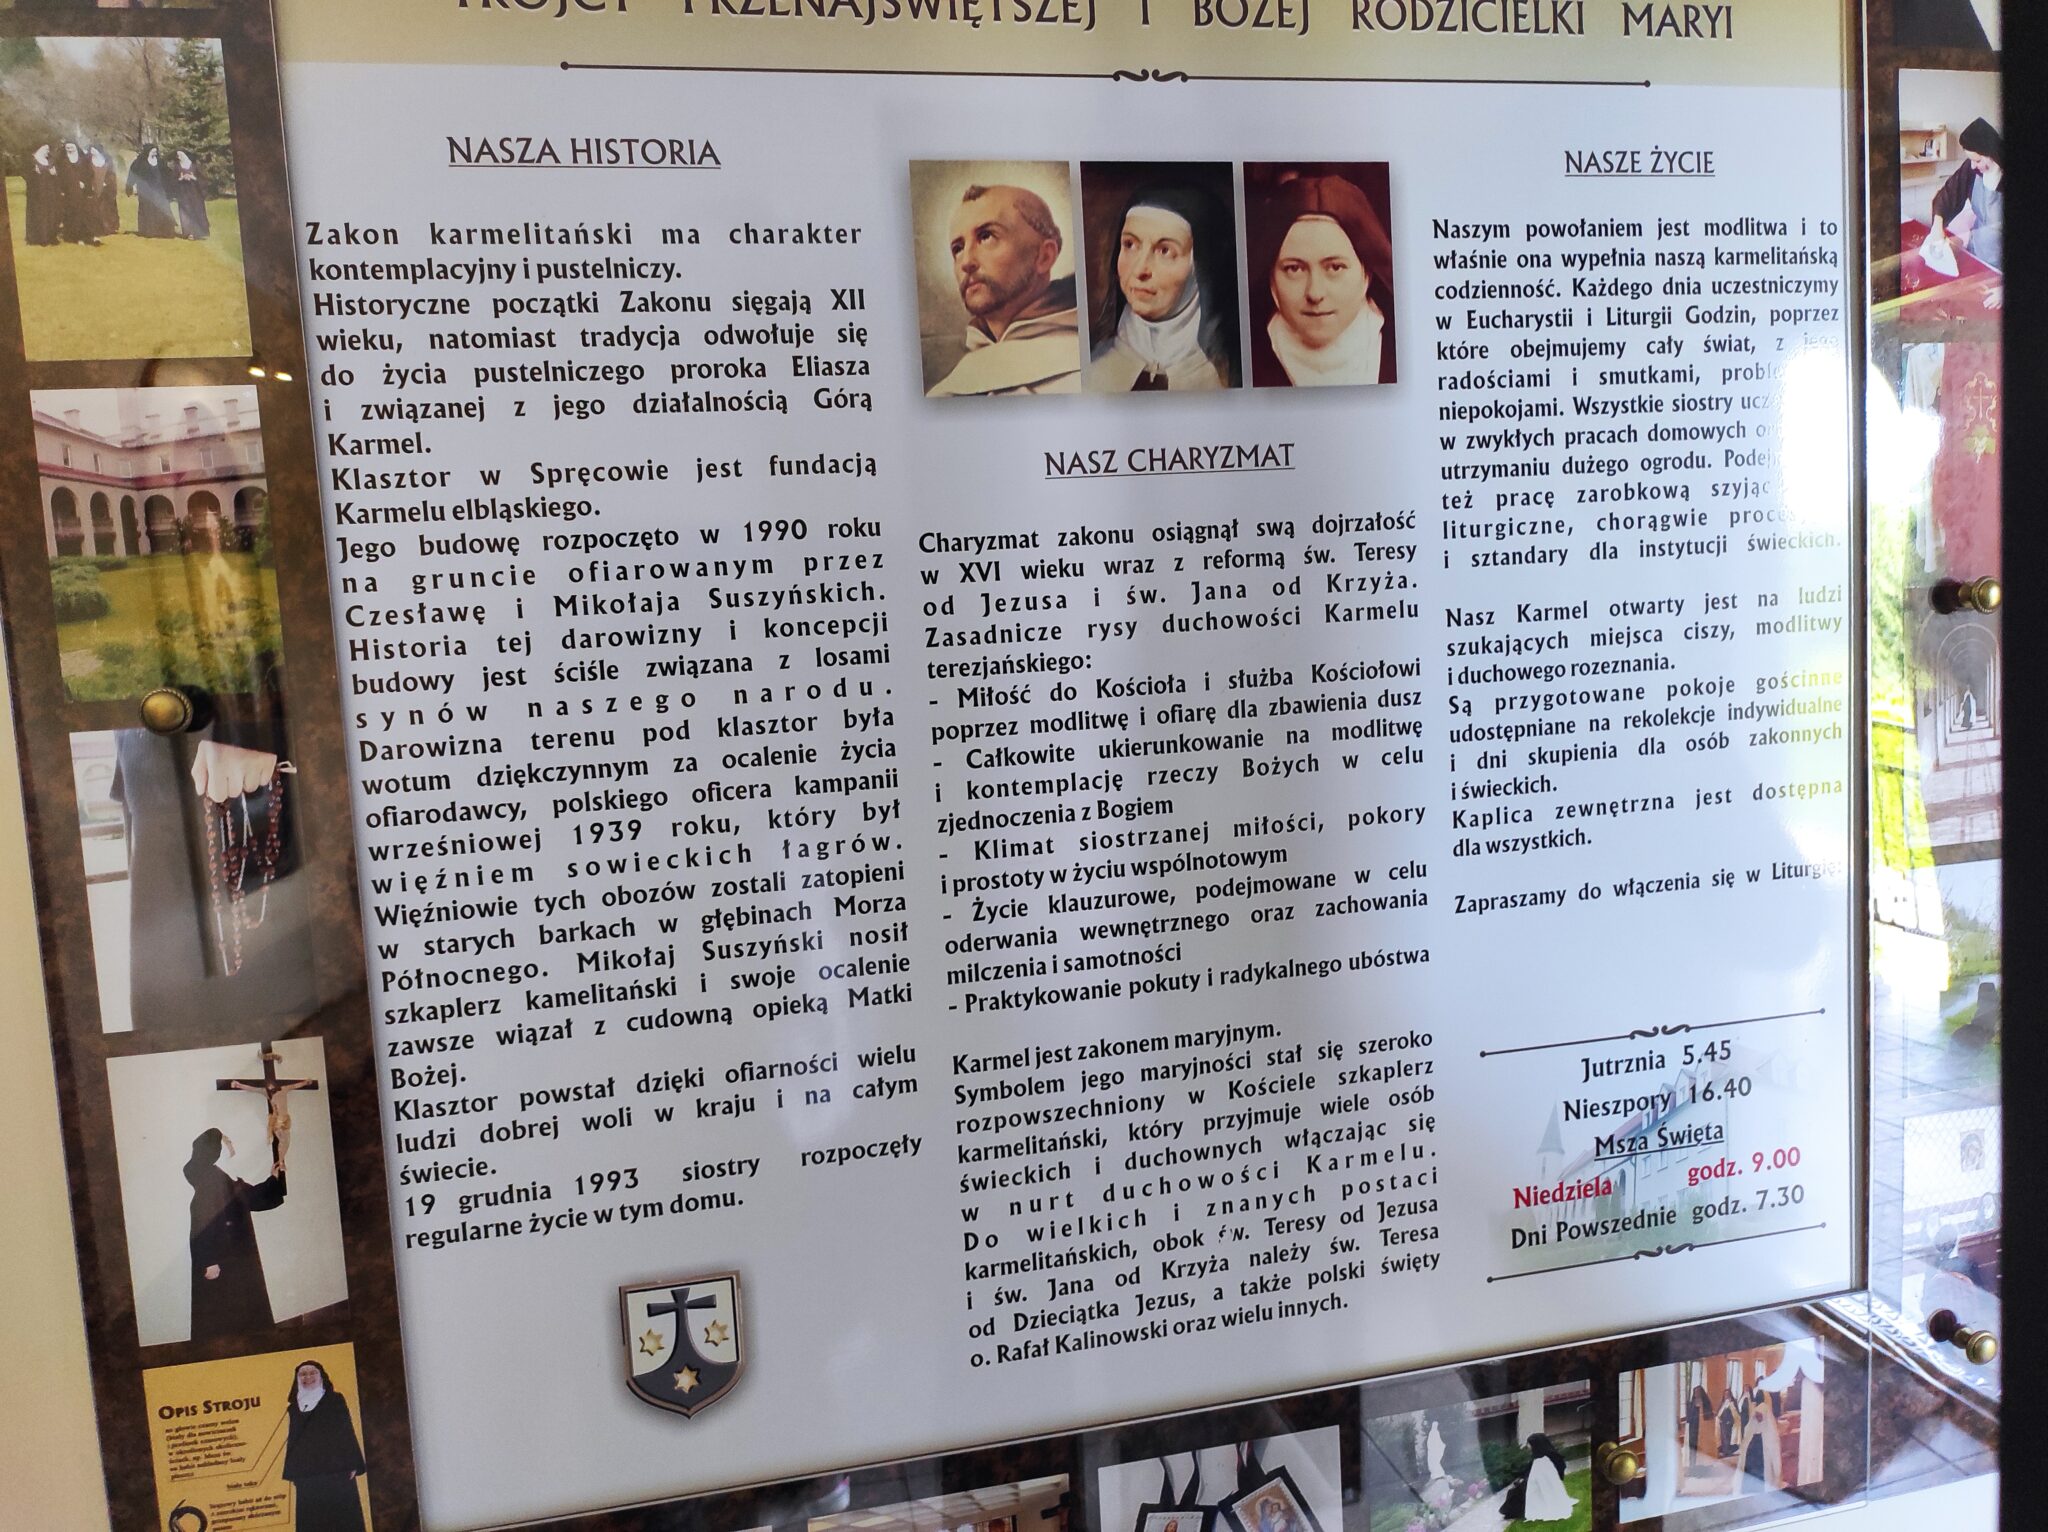 PRZENAJŚWIĘTSZEJ I BOŻEJ RODZICIELKI MARYI
NASZA HISTORIA
Zakon karmelitański ma charakter
kontemplacyjny i pustelniczy.
Historyczne początki Zakonu sięgają XII
wieku, natomiast tradycja odwołuje się
do życia pustelniczego proroka Eliasza
i związanej z jego działalnością Górą
Karmel.
Klasztor w Spręcowie jest fundacją
Karmelu elbląskiego.
Jego budowę rozpoczęto w 1990 roku
na gruncie ofiarowanym przez
Czesławę i Mikołaja Suszyńskich.
Historia tej darowizny i koncepcji
budowy jest ściśle związana z losami
synów naszego narodu.
Darowizna terenu pod klasztor była
wotum dziękczynnym za ocalenie życia
ofiarodawcy, polskiego oficera kampanii
wrześniowej 1939 roku, który był
więźniem sowieckich łagrów.
Więźniowie tych obozów zostali zatopieni
w starych barkach w głębinach Morza
Północnego. Mikołaj Suszyński nosił
szkaplerz kamelitański i swoje ocalenie
zawsze wiązał z cudowną opieką Matki
Bożej.
Klasztor powstał dzięki ofiarności wielu
ludzi dobrej woli w kraju i na całym
świecie.
19 grudnia 1993 siostry rozpoczęły
regularne życie w tym domu.
NASZ CHARYZMAT
Charyzmat zakonu osiągnął swą dojrzałość
w XVI wieku wraz z reformą św. Teresy
od Jezusa i św. Jana od Krzyża.
Zasadnicze rysy duchowości Karmelu
terezjańskiego:
- Miłość do Kościoła i służba Kościołowi
poprzez modlitwę i ofiarę dla zbawienia dusz
- Całkowite ukierunkowanie na modlitwę
i kontemplację rzeczy Bożych w celu
zjednoczenia z Bogiem
- Klimat siostrzanej miłości, pokory
i prostoty w życiu wspólnotowym
- Życie klauzurowe, podejmowane w celu
oderwania wewnętrznego oraz zachowania
milczenia i samotności
- Praktykowanie pokuty i radykalnego ubóstwa
Karmel jest zakonem maryjnym.
Symbolem jego maryjności stał się szeroko
rozpowszechniony w Kościele szkaplerz
karmelitański, który przyjmuje wiele osób
świeckich i duchownych włączając się
w nurt duchowości Karmelu.
Do wielkich i znanych postaci
karmelitańskich, obok św. Teresy od Jezusa
i św. Jana od Krzyża należy św. Teresa
od Dzieciątka Jezus, a także polski święty
o. Rafał Kalinowski oraz wielu innych.
NASZE ŻYCIE
Naszym powołaniem jest modlitwa i to
właśnie ona wypełnia naszą karmelitańską
codzienność. Każdego dnia uczestniczymy
w Eucharystii i Liturgii Godzin, poprzez
które obejmujemy cały świat, z jego
radościami i smutkami,
niepokojami. Wszystkie siostry
w zwykłych pracach domowych
utrzymaniu dużego ogrodu.
też pracę zarobkową szyjąc
liturgiczne, chorągwie
i sztandary dla instytucji świeckich.
Nasz Karmel otwarty jest na ludzi
szukających miejsca ciszy, modlitwy
i duchowego rozeznania.
Są przygotowane pokoje gościnne
udostępniane na rekolekcje indywidualne
i dni skupienia dla osób zakonnych
i świeckich.
Kaplica zewnętrzna jest dostępna
dla wszystkich.
Zapraszamy do włączenia się w Liturgię:
Jutrznia 5.45
Nieszpory 16.40
Msza Święta
Niedziela godz. 9.00
Dni Powszednie godz. 7.30
OPIS STROJU